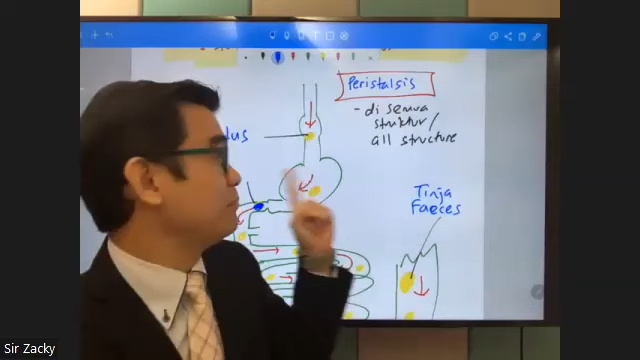 Peristalsis
- di semua
struktur/
all structure
lus
Tinja
Faeces
Sir Zacky